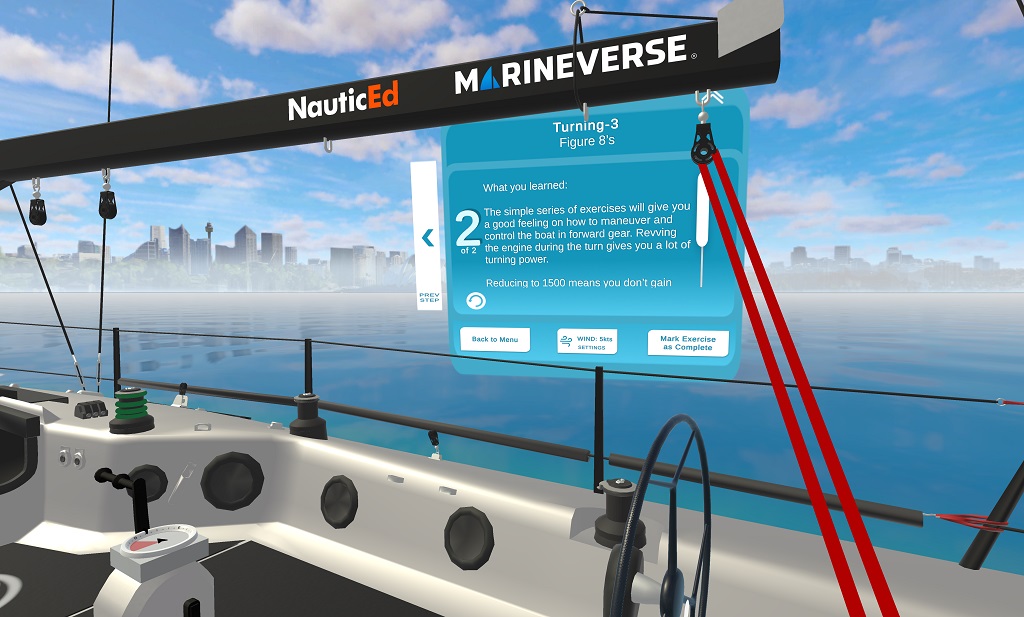 MARINEVERSE®
NauticEd
Turning-3
Figure 8's
What you learned:
2
of 2
The simple series of exercises will give you
a good feeling on how to maneuver and
control the boat in forward gear. Revving
the engine during the turn gives you a lot of
turning power.
Reducing to 1500 means you don't gain
PREV
STEP
Back to Menu
WIND: 5kts
SETTINGS
Mark Exercise
as Complete